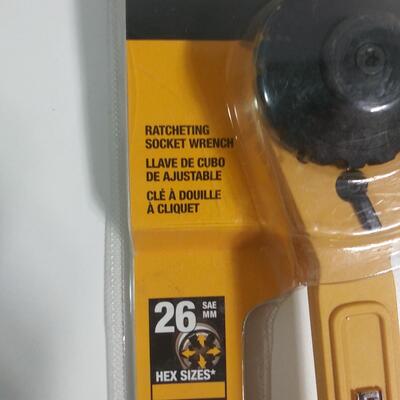 RATCHETING
SOCKET WRENCH
LLAVE DE CUBO
DE AJUSTABLE
CLÉ À DOUILLE
À CLIQUET
26 SAE
MM
HEX SIZES*